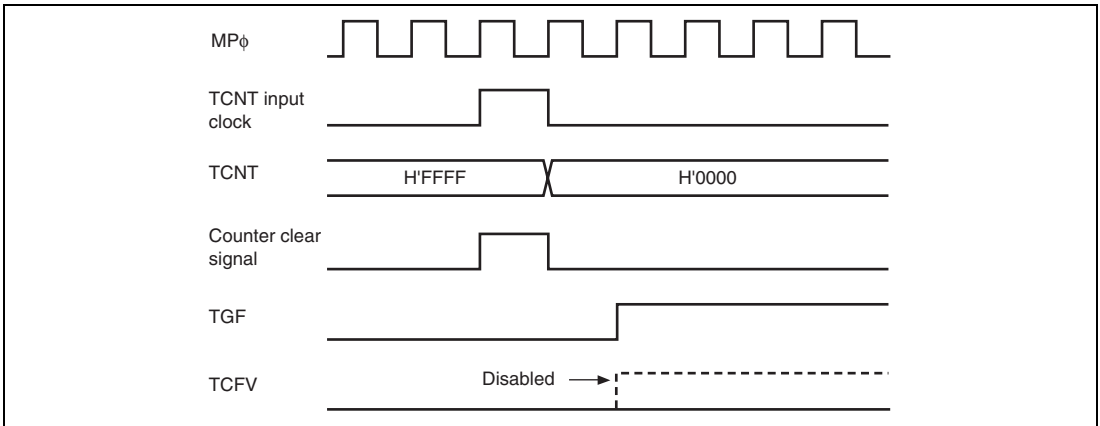 MPφ
TCNT input
clock
TCNT
H'FFFF
H'0000
Counter clear
signal
TGF
TCFV
Disabled